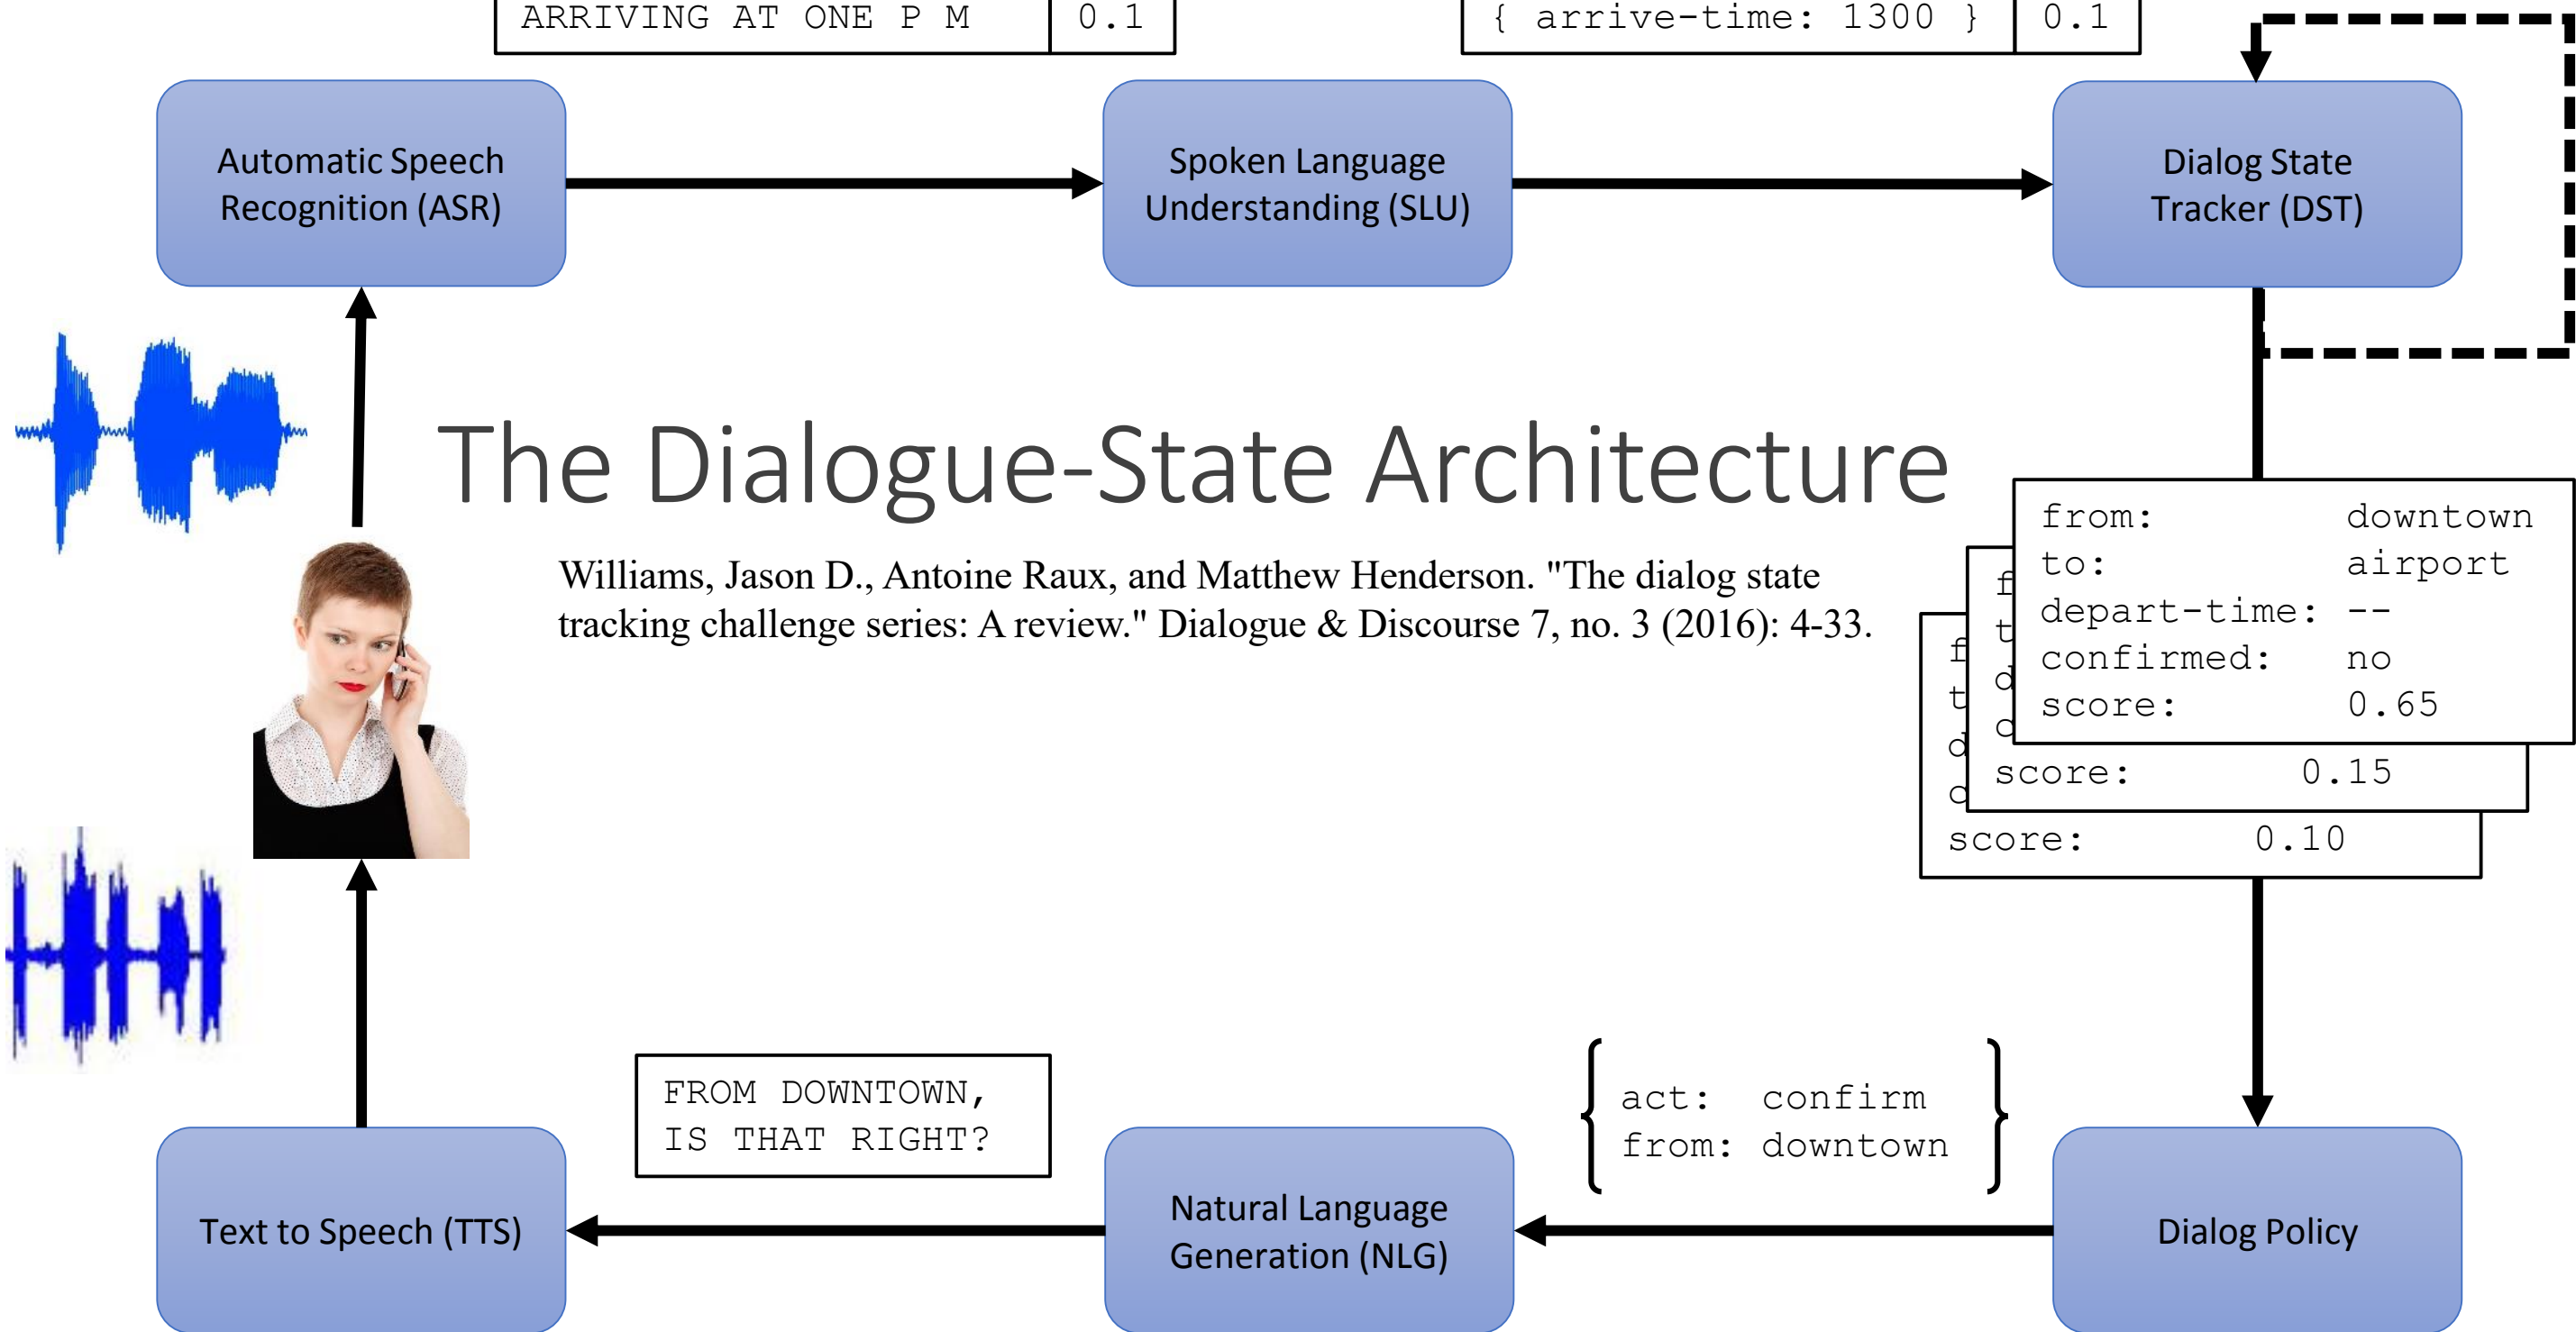 ARRIVING AT ONE P M 0.1
{ arrive-time: 1300 } 0.1
Automatic Speech
Recognition (ASR)
Spoken Language
Understanding (SLU)
Dialog State
Tracker (DST)
The Dialogue-State Architecture
Williams, Jason D., Antoine Raux, and Matthew Henderson. "The dialog state
tracking challenge series: A review." Dialogue & Discourse 7, no. 3 (2016): 4-33.
from: downtown
to: airport
depart-time: --
confirmed: no
score: 0.65
f
t
d
c
score: 0.15
f
t
d
c
score: 0.10
act: confirm
from: downtown
FROM DOWNTOWN,
IS THAT RIGHT?
Text to Speech (TTS)
Natural Language
Generation (NLG)
Dialog Policy